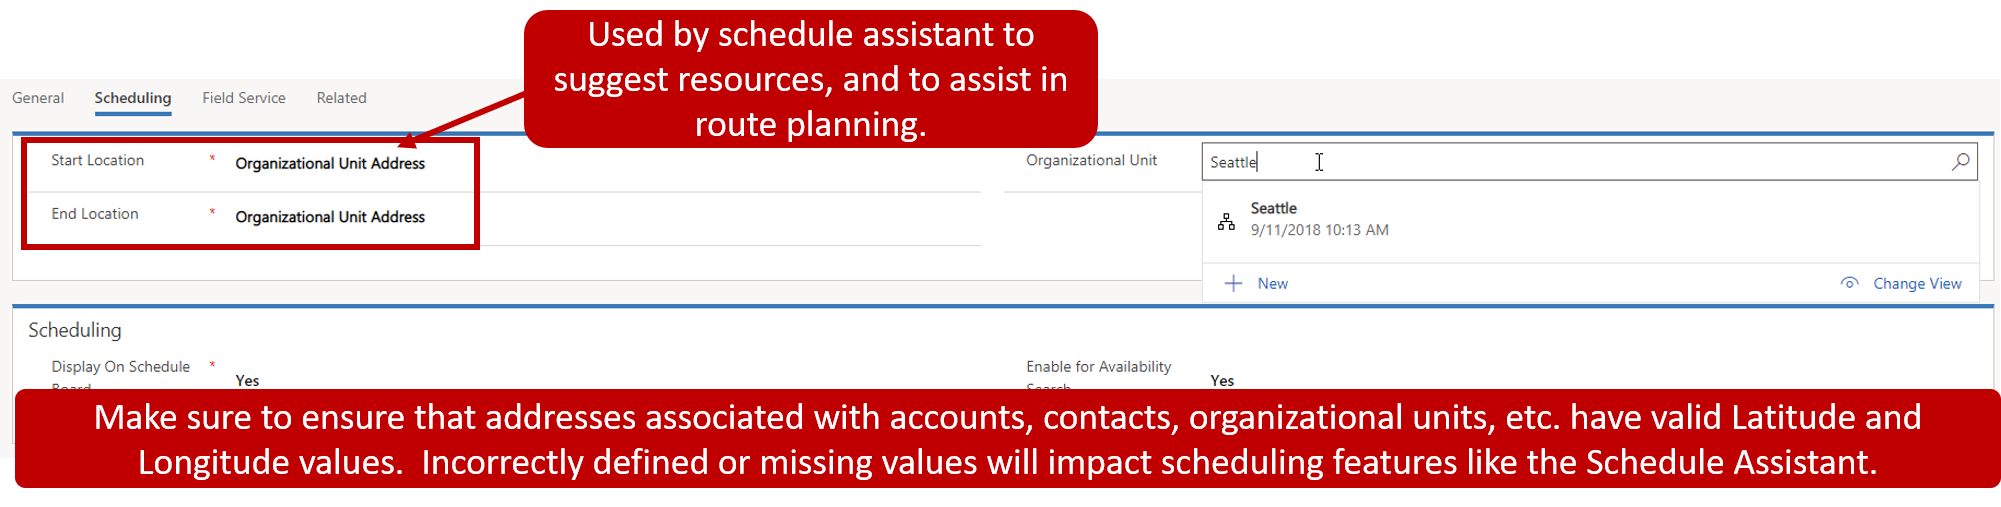 Used by schedule assistant to
suggest resources, and to assist in
route planning.
General Scheduling Field Service Related
Start Location * Organizational Unit Address
Organizational Unit Seattle
End Location * Organizational Unit Address
Seattle
9/11/2018 10:13 AM
New Change View
Scheduling
Display On Schedule * Yes
Board
Enable for Availability Yes
Search
Make sure to ensure that addresses associated with accounts, contacts, organizational units, etc. have valid Latitude and
Longitude values. Incorrectly defined or missing values will impact scheduling features like the Schedule Assistant.